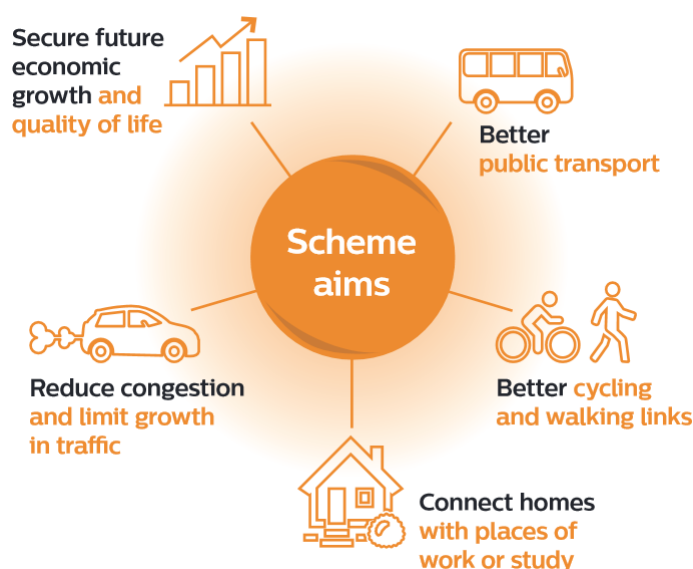 Secure future
economic
growth and
quality of life
Better
public transport
Scheme
aims
Reduce congestion
and limit growth
in traffic
Better cycling
and walking links
Connect homes
with places of
work or study